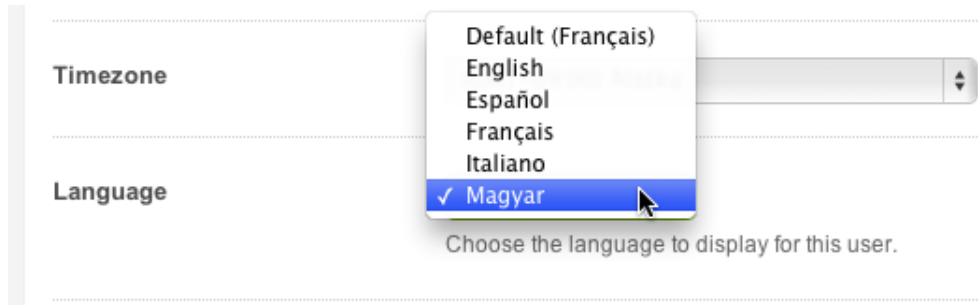 Default (Français)
Timezone
English
Español
Français
Italiano
Language
✓ Magyar
Choose the language to display for this user.